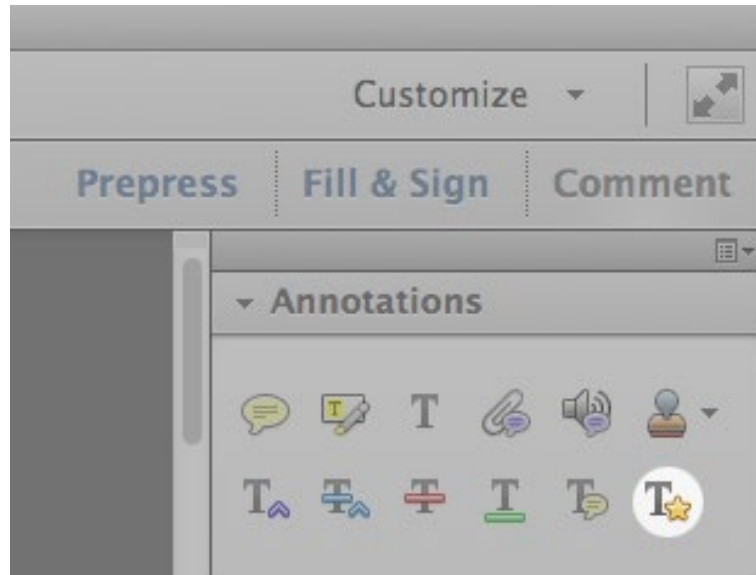 Customize
Prepress Fill & Sign Comment
Annotations
T T
T T T T T T